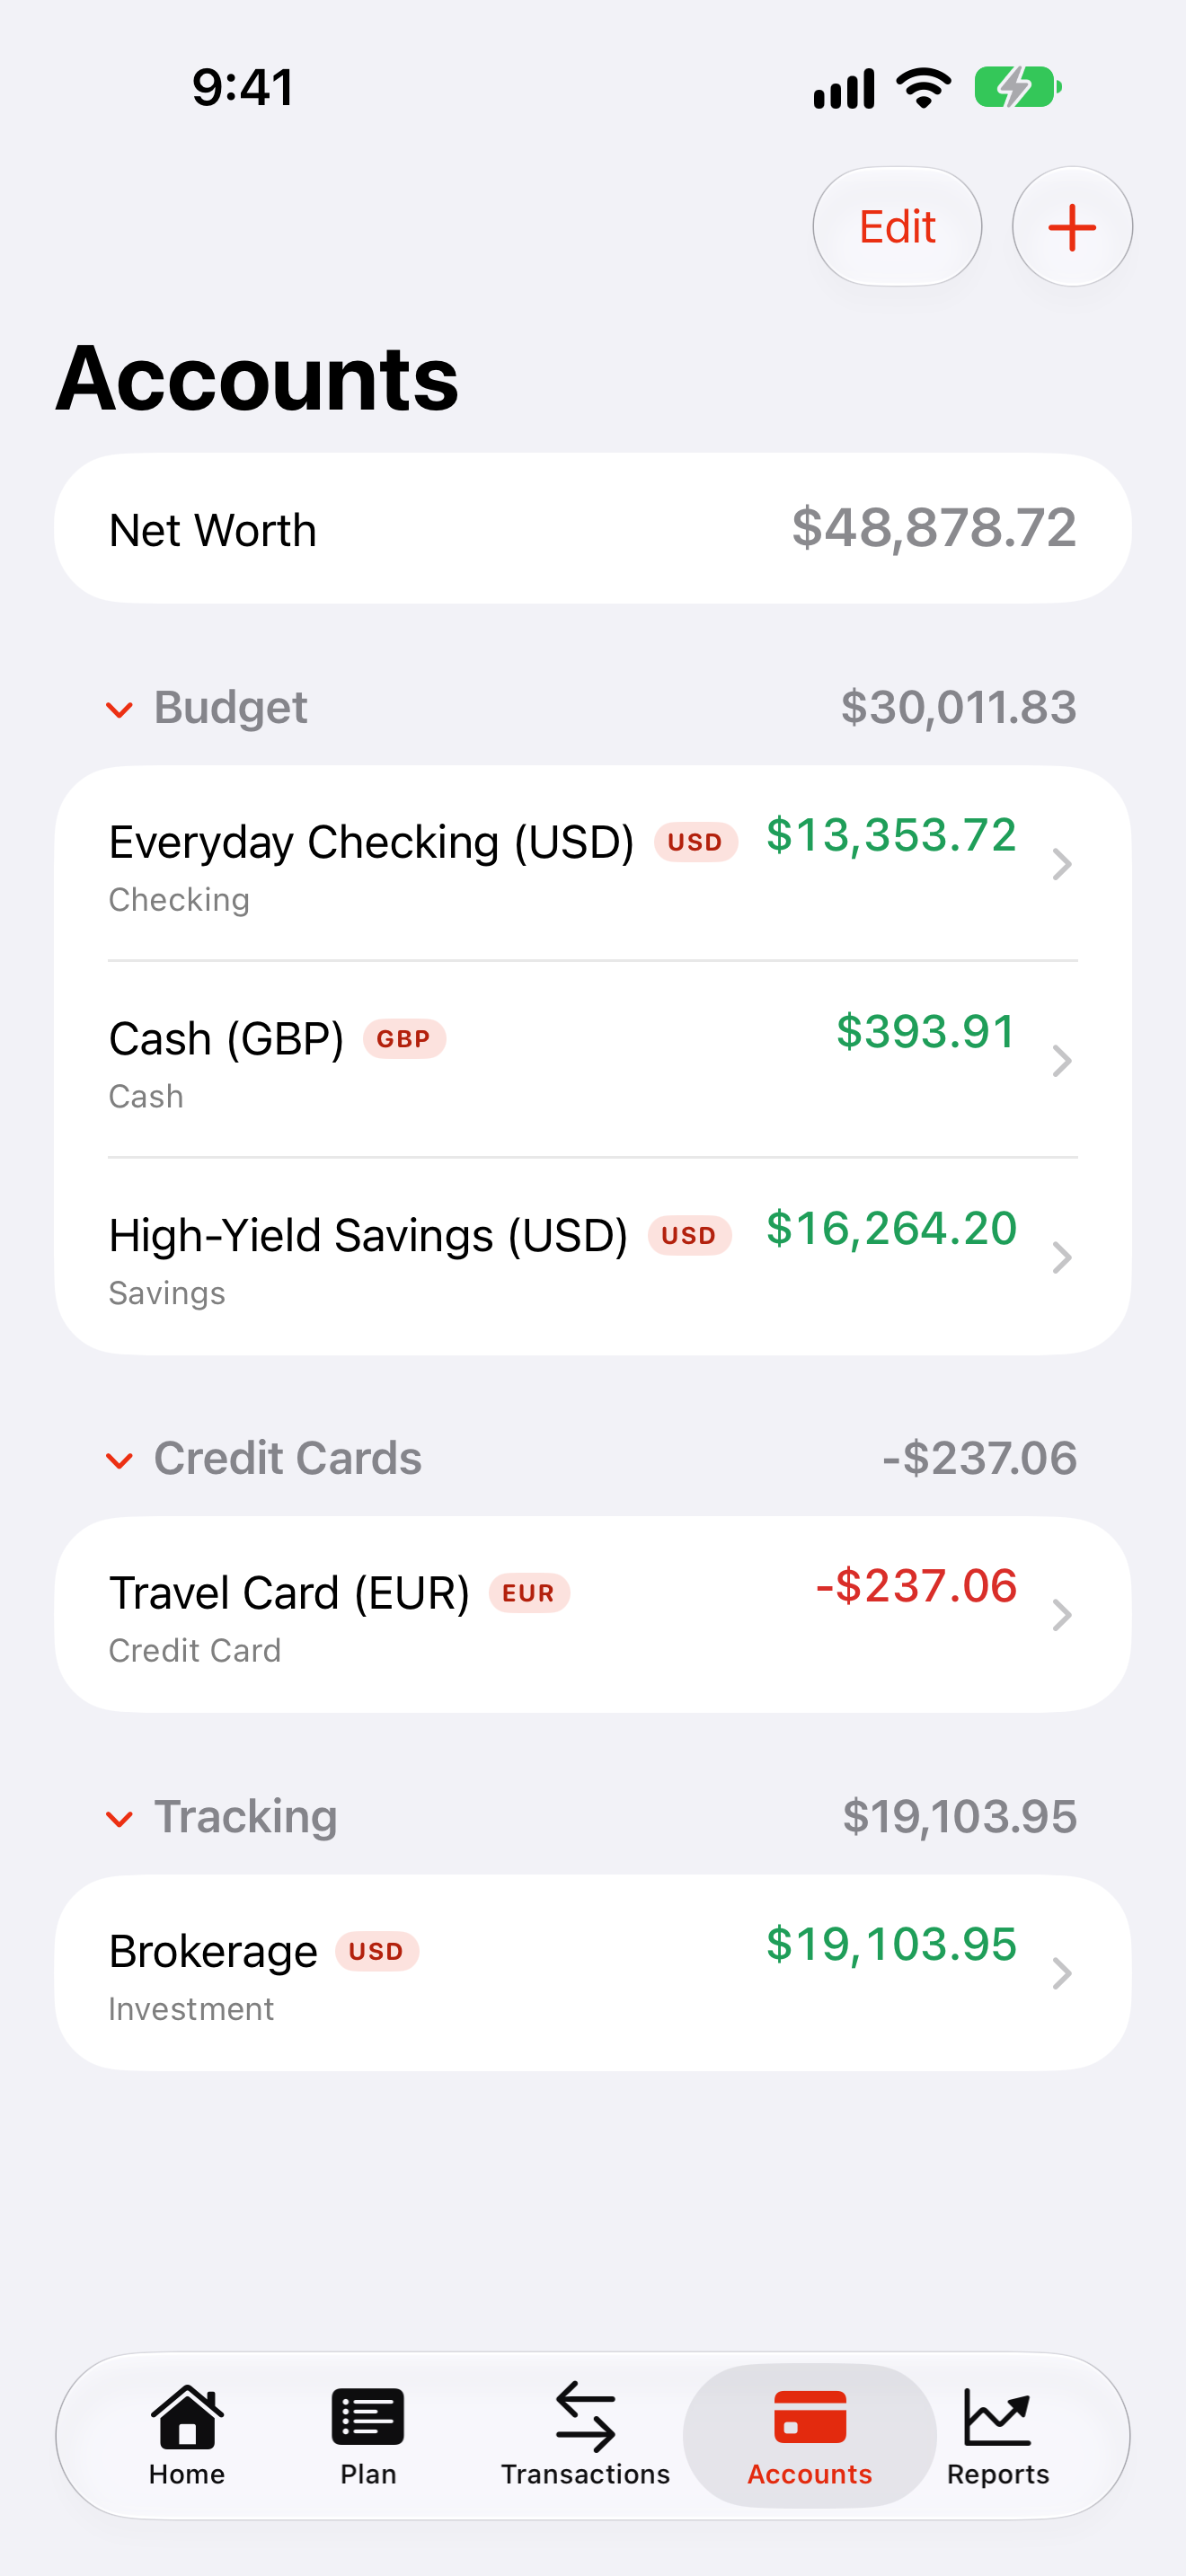 9:41
Edit
Accounts
Net Worth $48,878.72
Budget $30,011.83
Everyday Checking (USD) USD $13,353.72
Checking
Cash (GBP) GBP $393.91
Cash
High-Yield Savings (USD) USD $16,264.20
Savings
Credit Cards -$237.06
Travel Card (EUR) EUR -$237.06
Credit Card
Tracking $19,103.95
Brokerage USD $19,103.95
Investment
Home Plan Transactions Accounts Reports